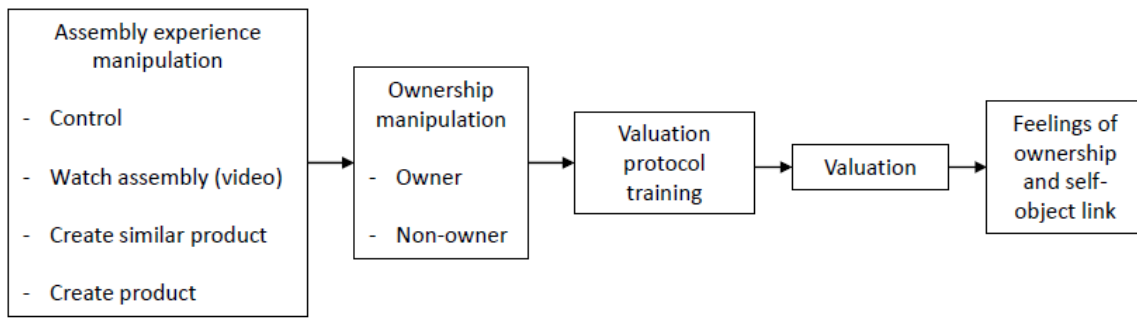 Assembly experience
manipulation
- Control
- Watch assembly (video)
- Create similar product
- Create product
Ownership
manipulation
- Owner
- Non-owner
Valuation
protocol
training
Valuation
Feelings of
ownership
and self-
object link